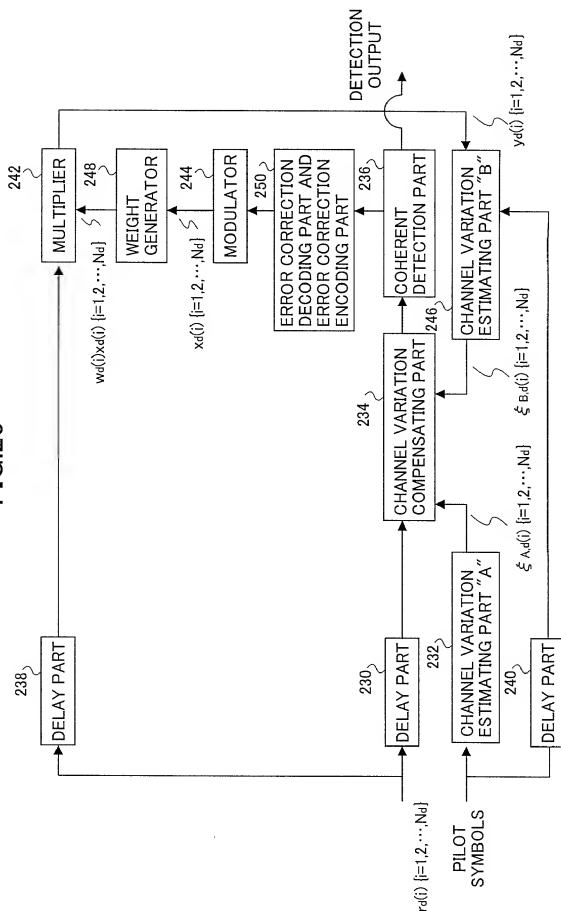 238
DELAY PART
242
MULTIPLIER
wd(i)xd(i) {i=1,2,⋯,Nd}
248
WEIGHT
GENERATOR
xd(i) {i=1,2,⋯,Nd}
244
MODULATOR
250
ERROR CORRECTION
DECODING PART AND
ERROR CORRECTION
ENCODING PART
DETECTION
OUTPUT
rd(i) {i=1,2,⋯,Nd}
230
DELAY PART
234
CHANNEL VARIATION
COMPENSATING PART
236
COHERENT
DETECTION PART
PILOT
SYMBOLS
232
CHANNEL VARIATION
ESTIMATING PART "A"
ξA,d(i) {i=1,2,⋯,Nd}
246
CHANNEL VARIATION
ESTIMATING PART "B"
ξB,d(i) {i=1,2,⋯,Nd}
yd(i) {i=1,2,⋯,Nd}
240
DELAY PART